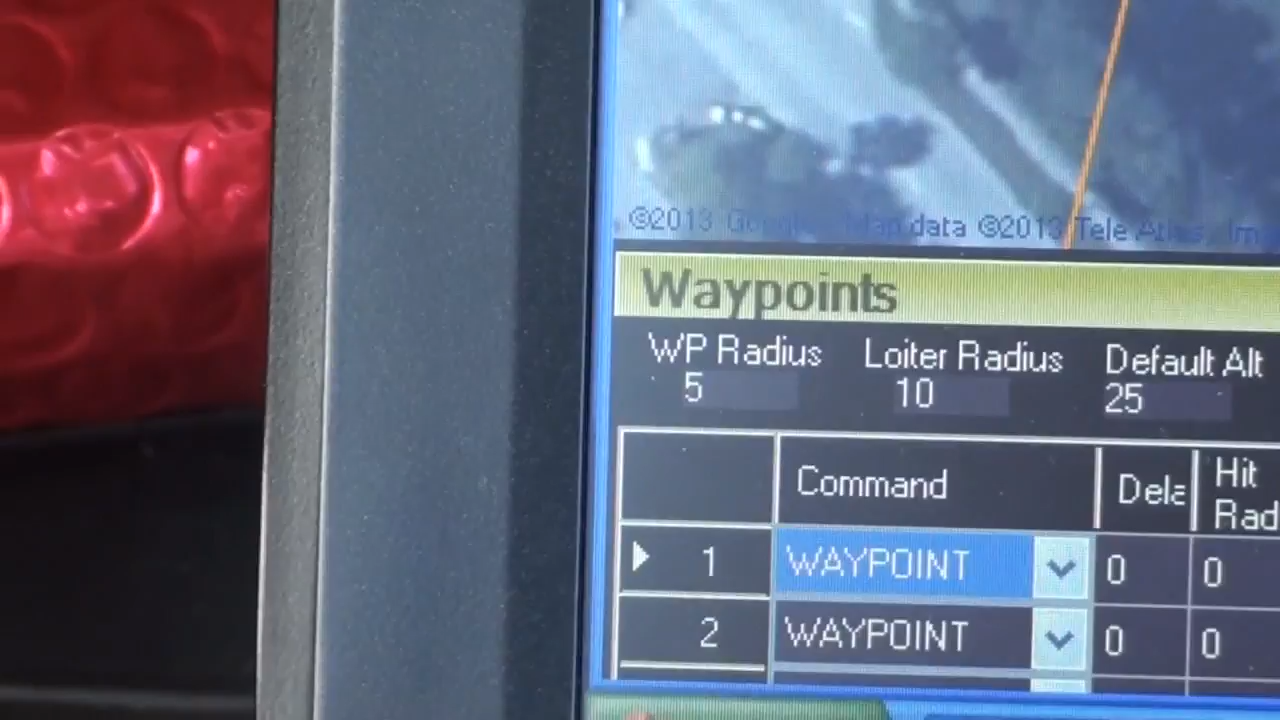 ©2013 Google, Map data ©2013 Tele Atlas, Im
Waypoints
WP Radius Loiter Radius Default Alt
5 10 25
Command Dela Hit
Rad
1 WAYPOINT 0 0
2 WAYPOINT 0 0